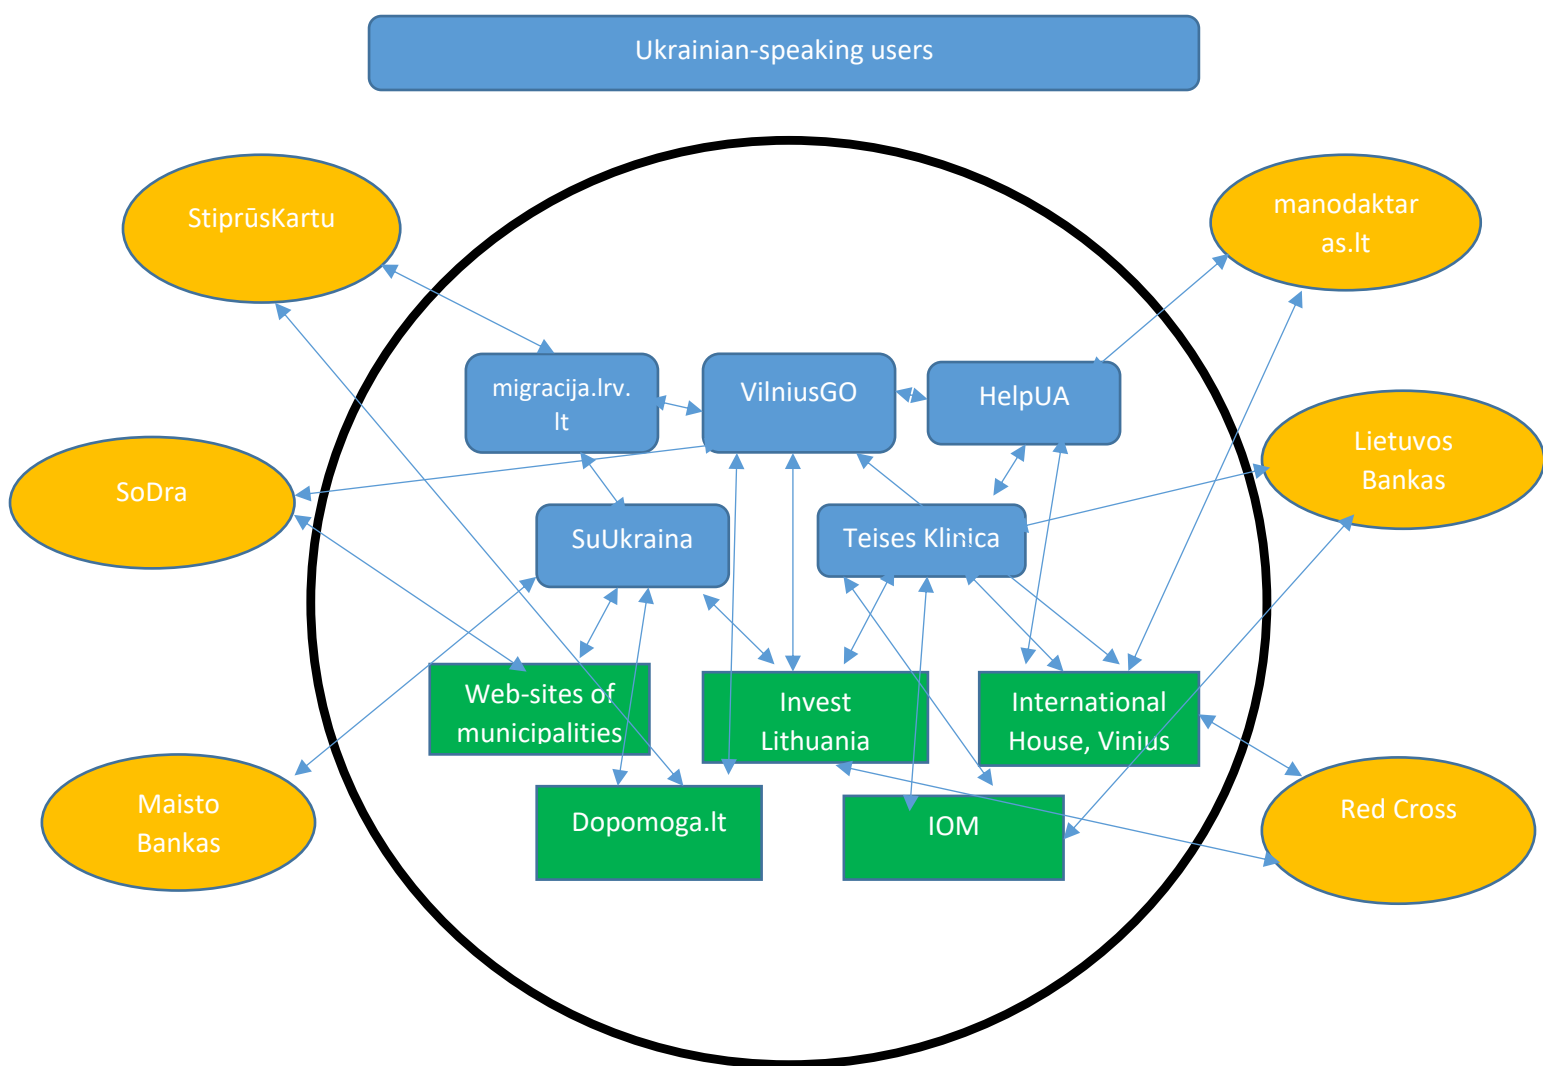 Ukrainian-speaking users
StiprūsKartu
manodaktar
as.lt
migracija.lrv.
lt
VilniusGO
HelpUA
Lietuvos
Bankas
SoDra
SuUkraina
Teises Klinica
Web-sites of
municipalities
Invest
Lithuania
International
House, Vinius
Maisto
Bankas
Dopomoga.lt
IOM
Red Cross